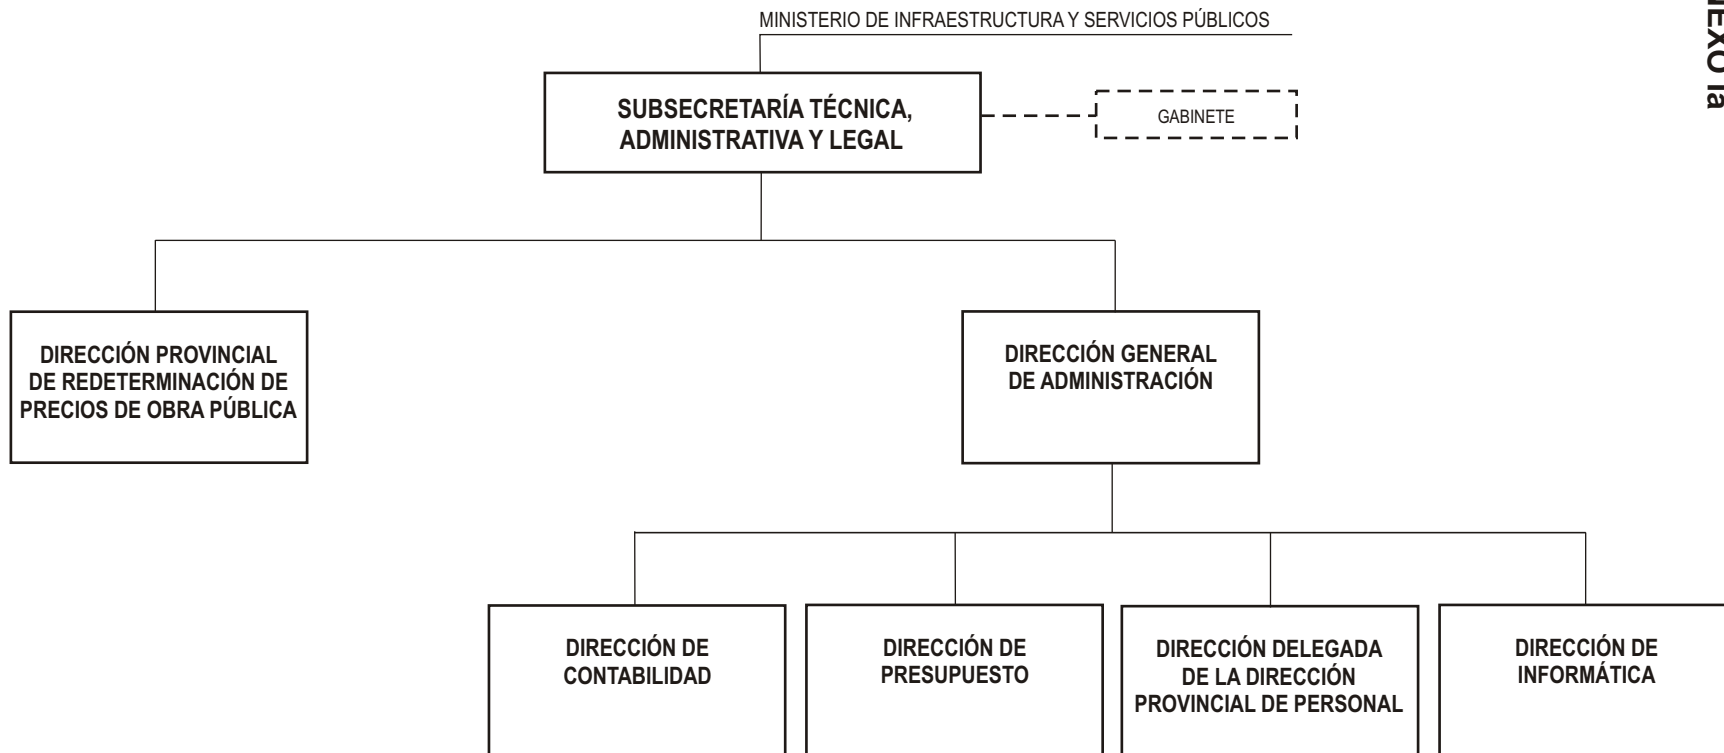 MINISTERIO DE INFRAESTRUCTURA Y SERVICIOS PÚBLICOS
SUBSECRETARÍA TÉCNICA,
ADMINISTRATIVA Y LEGAL
GABINETE
DIRECCIÓN PROVINCIAL
DE REDETERMINACIÓN DE
PRECIOS DE OBRA PÚBLICA
DIRECCIÓN GENERAL
DE ADMINISTRACIÓN
DIRECCIÓN DE
CONTABILIDAD
DIRECCIÓN DE
PRESUPUESTO
DIRECCIÓN DELEGADA
DE LA DIRECCIÓN
PROVINCIAL DE PERSONAL
DIRECCIÓN DE
INFORMÁTICA